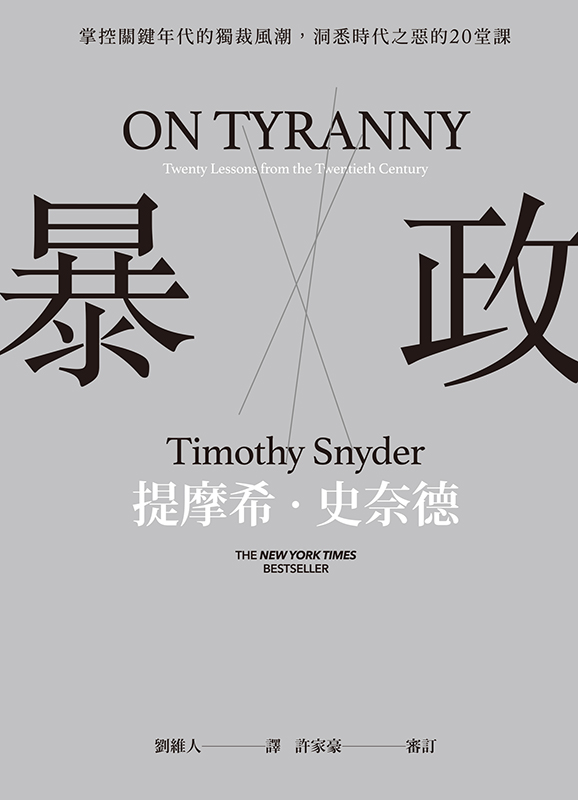 掌控關鍵年代的獨裁風潮，洞悉時代之惡的20堂課
ON TYRANNY
Twenty Lessons from the Twentieth Century
暴政
Timothy Snyder
提摩希．史奈德
THE NEW YORK TIMES
BESTSELLER
劉維人——譯 許家豪——審訂